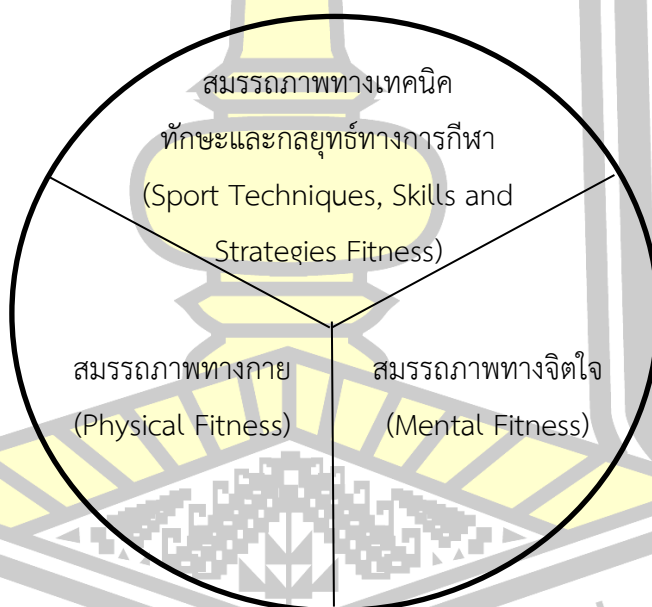 สมรรถภาพทางเทคนิค
ทักษะและกลยุทธ์ทางการกีฬา
(Sport Techniques, Skills and
Strategies Fitness)
สมรรถภาพทางกาย
(Physical Fitness)
สมรรถภาพทางจิตใจ
(Mental Fitness)